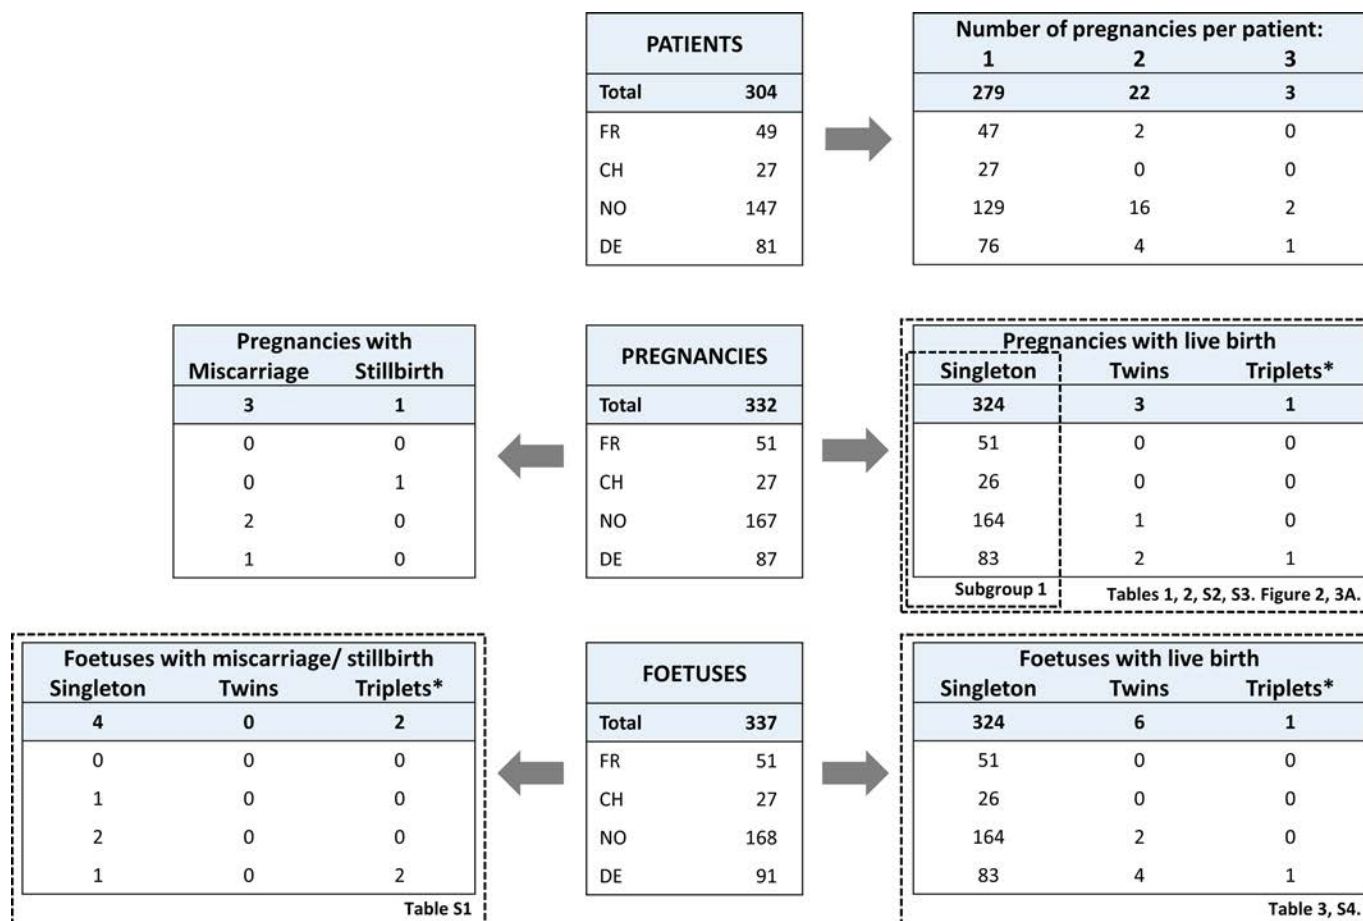 PATIENTS
Total 304
FR 49
CH 27
NO 147
DE 81
Number of pregnancies per patient:
1 2 3
279 22 3
47 2 0
27 0 0
129 16 2
76 4 1
Pregnancies with
Miscarriage Stillbirth
3 1
0 0
0 1
2 0
1 0
PREGNANCIES
Total 332
FR 51
CH 27
NO 167
DE 87
Pregnancies with live birth
Singleton Twins Triplets*
324 3 1
51 0 0
26 0 0
164 1 0
83 2 1
Subgroup 1
Tables 1, 2, S2, S3. Figure 2, 3A.
Foetuses with miscarriage/ stillbirth
Singleton Twins Triplets*
4 0 2
0 0 0
1 0 0
2 0 0
1 0 2
Table S1
FOETUSES
Total 337
FR 51
CH 27
NO 168
DE 91
Foetuses with live birth
Singleton Twins Triplets*
324 6 1
51 0 0
26 0 0
164 2 0
83 4 1
Table 3, S4.